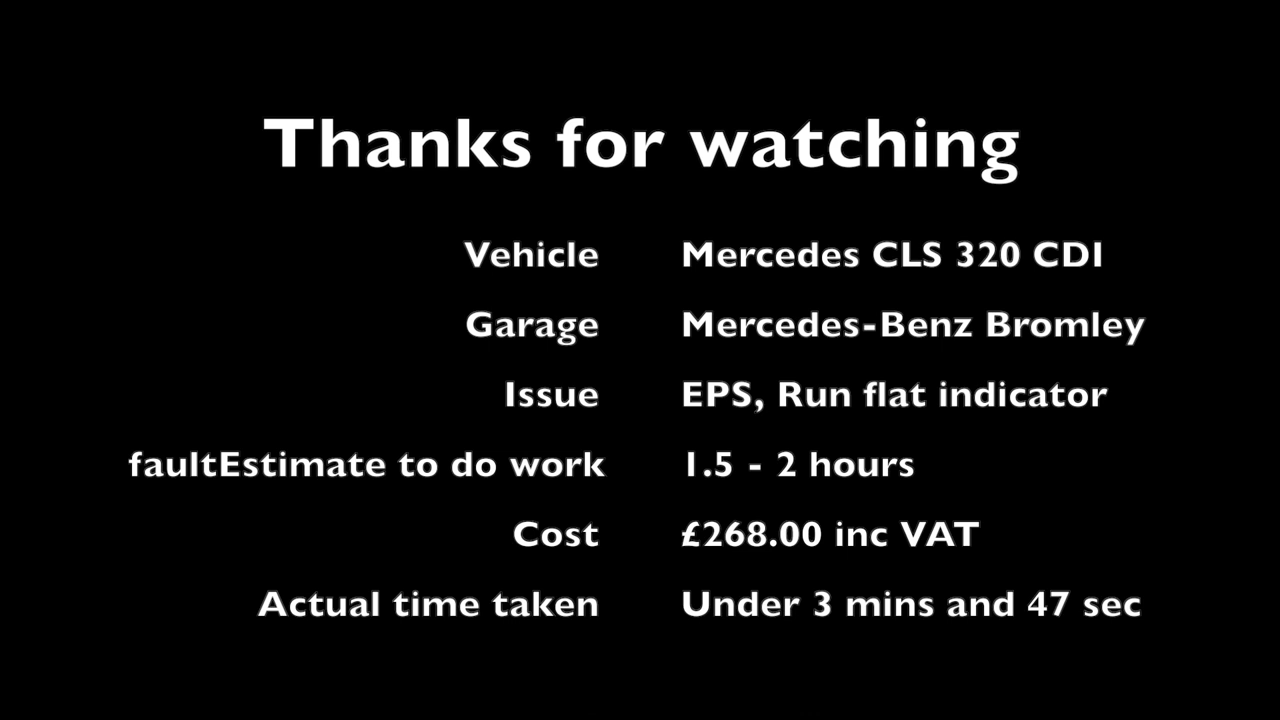 Thanks for watching
Vehicle Mercedes CLS 320 CDI
Garage Mercedes-Benz Bromley
Issue EPS, Run flat indicator
faultEstimate to do work 1.5 - 2 hours
Cost £268.00 inc VAT
Actual time taken Under 3 mins and 47 sec